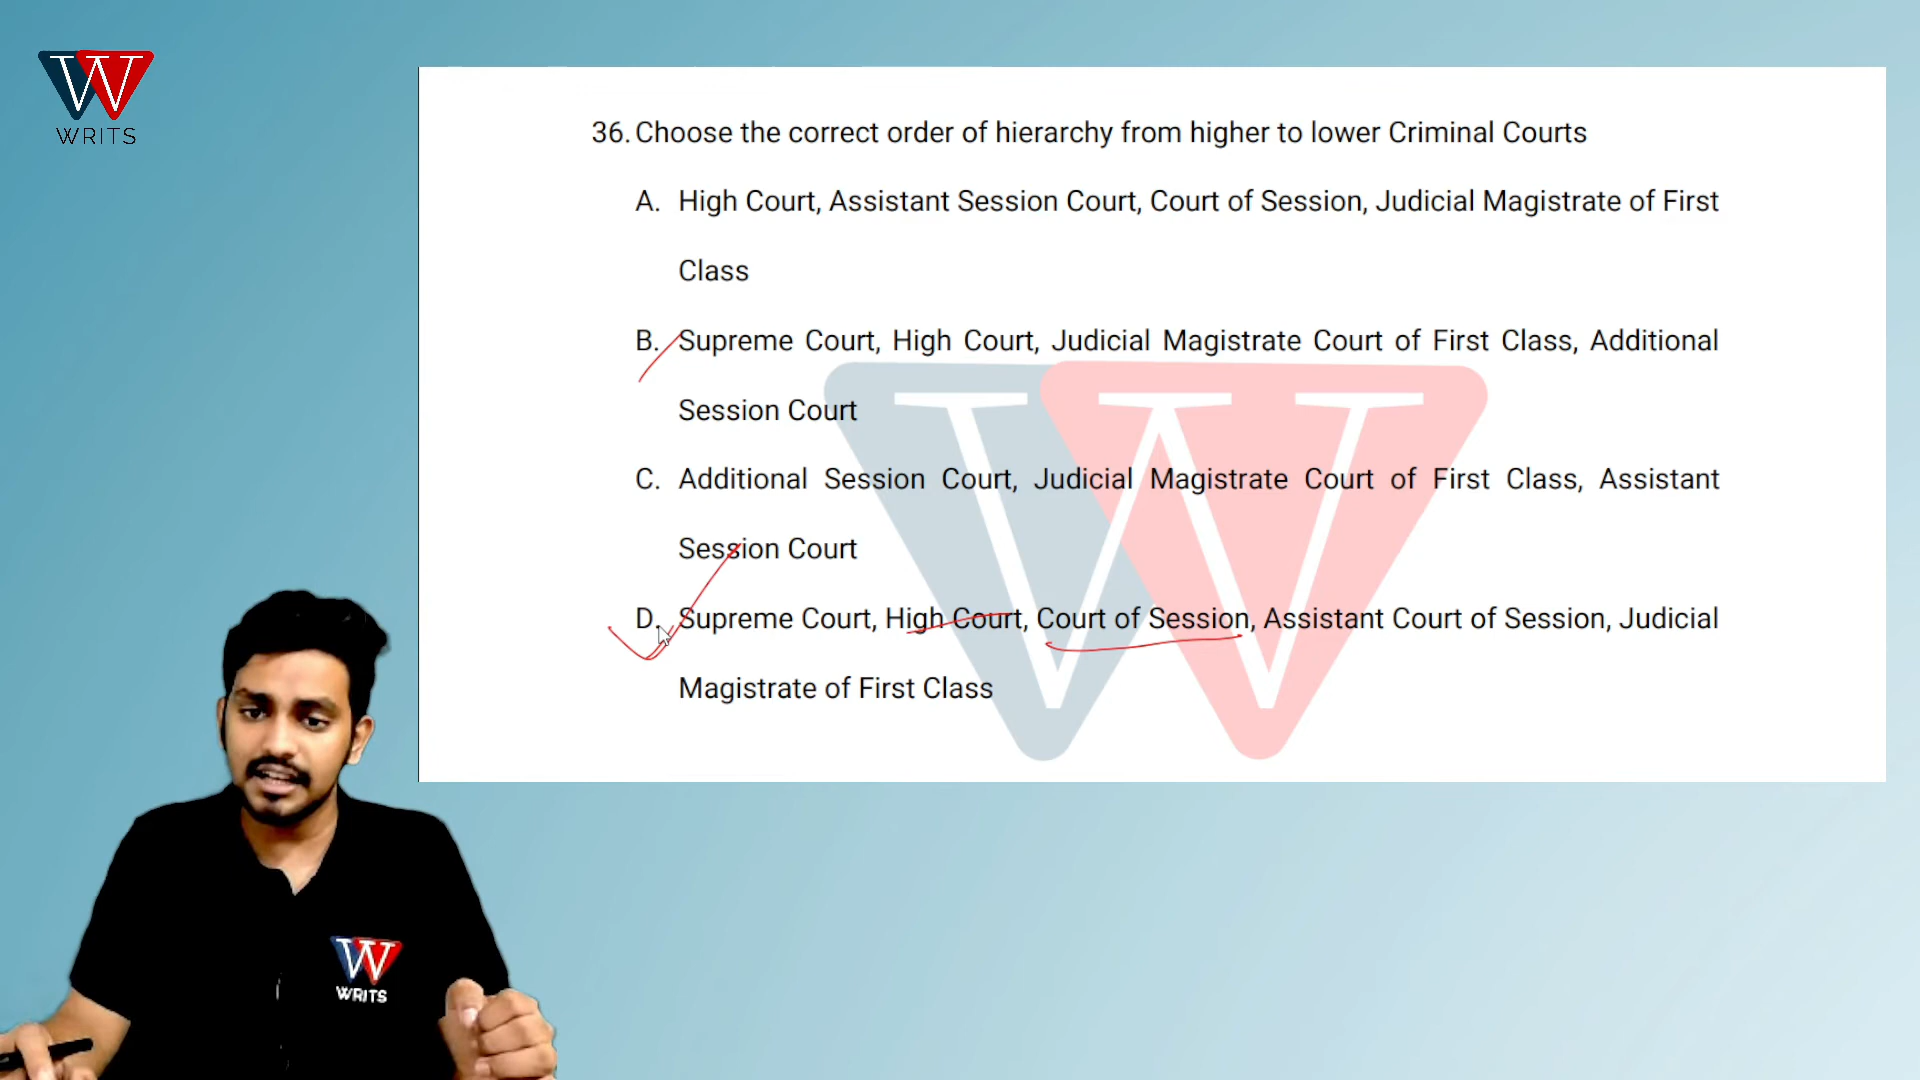 W
WRITS
36. Choose the correct order of hierarchy from higher to lower Criminal Courts
A. High Court, Assistant Session Court, Court of Session, Judicial Magistrate of First
Class
B. Supreme Court, High Court, Judicial Magistrate Court of First Class, Additional
Session Court
C. Additional Session Court, Judicial Magistrate Court of First Class, Assistant
Session Court
D. Supreme Court, High Court, Court of Session, Assistant Court of Session, Judicial
Magistrate of First Class
W
W
WRITS